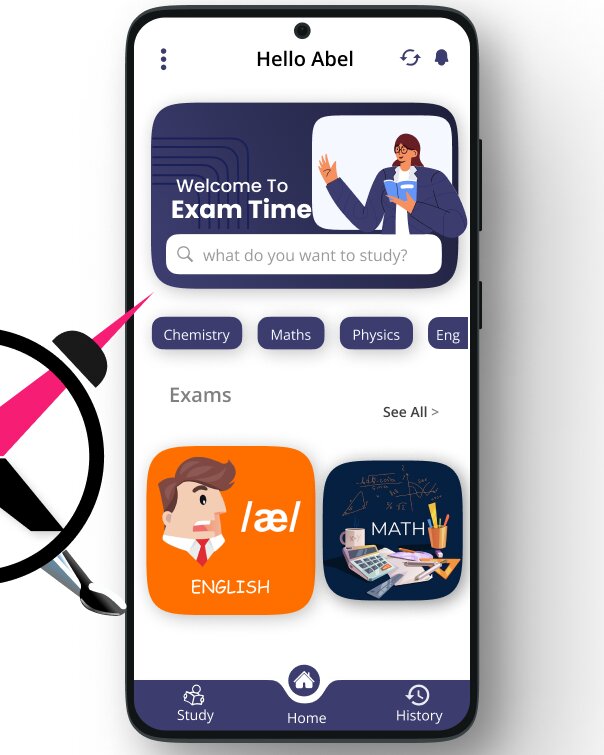 Hello Abel
Welcome To
Exam Time
what do you want to study?
Chemistry Maths Physics Eng
Exams
See All >
/æ/
ENGLISH
MATH
Study Home History